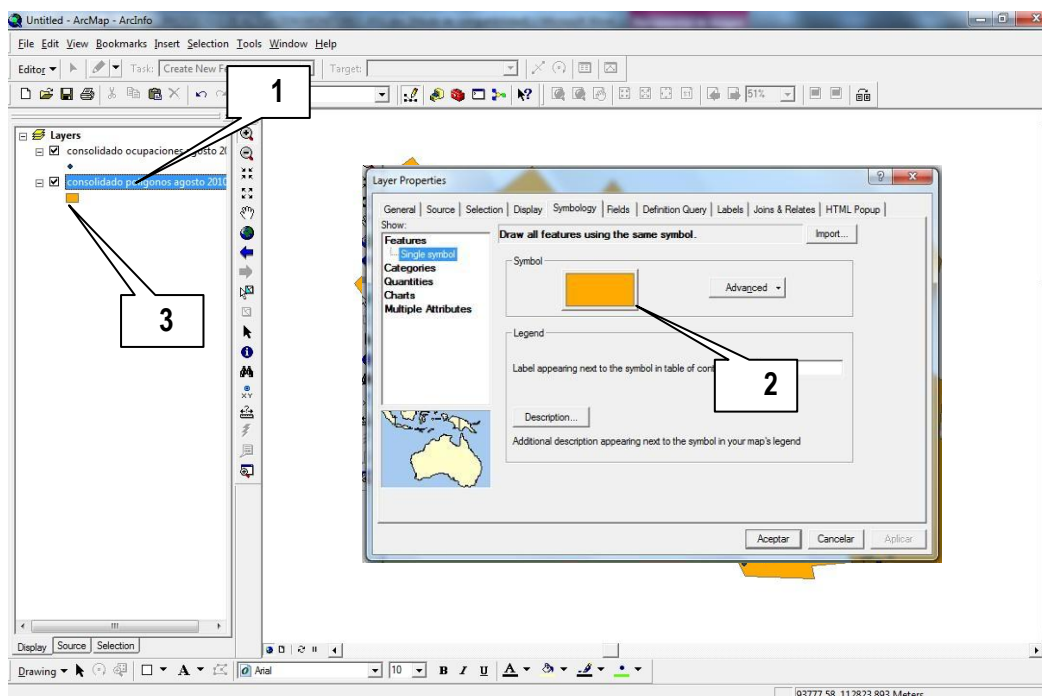 Untitled - ArcMap - ArcInfo
File Edit View Bookmarks Insert Selection Tools Window Help
Editor Task: Create New Target:
1
51%
Layers
consolidado ocupaciones agosto 2
consolidado poligonos agosto 2010
3
Layer Properties
General Source Selection Display Symbology Fields Definition Query Labels Joins & Relates HTML Popup
Show:
Features
Single symbol
Categories
Quantities
Charts
Multiple Attributes
Draw all features using the same symbol.
Import...
Symbol
Advanced
Legend
Label appearing next to the symbol in table of
2
Description...
Additional description appearing next to the symbol in your map's legend
Aceptar Cancelar Aplicar
Display Source Selection
Drawing A Arial 10 B I U A
93777,58 112823,893 Meters